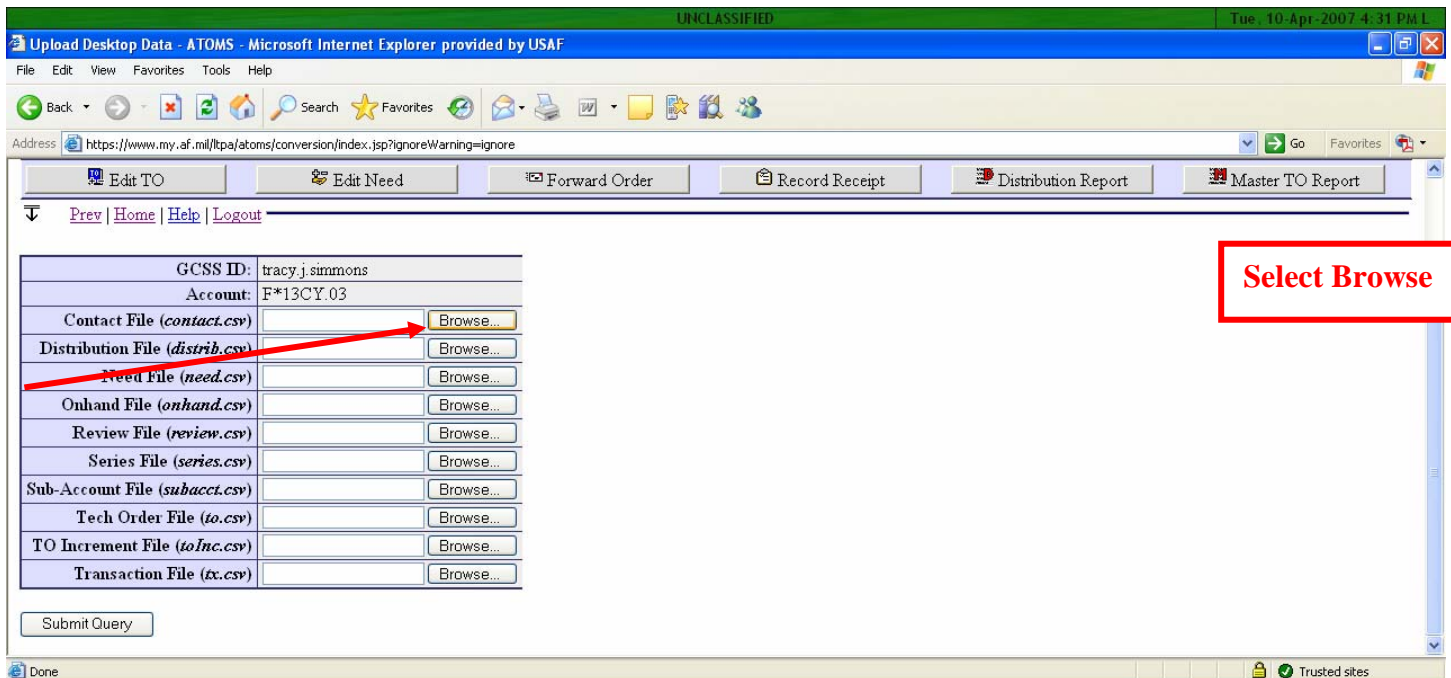 UNCLASSIFIED Tue, 10-Apr-2007 4:31 PM L
Upload Desktop Data - ATOMS - Microsoft Internet Explorer provided by USAF
File Edit View Favorites Tools Help
Back Search Favorites
Address https://www.my.af.mil/ltpa/atoms/conversion/index.jsp?ignoreWarning=ignore Go Favorites
Edit TO Edit Need Forward Order Record Receipt Distribution Report Master TO Report
Prev | Home | Help | Logout
Select Browse
GCSS ID: tracy.j.simmons
Account: F*13CY.03
Contact File (contact.csv) Browse...
Distribution File (distrib.csv) Browse...
Need File (need.csv) Browse...
Onhand File (onhand.csv) Browse...
Review File (review.csv) Browse...
Series File (series.csv) Browse...
Sub-Account File (subacct.csv) Browse...
Tech Order File (to.csv) Browse...
TO Increment File (toInc.csv) Browse...
Transaction File (tx.csv) Browse...
Submit Query
Done Trusted sites